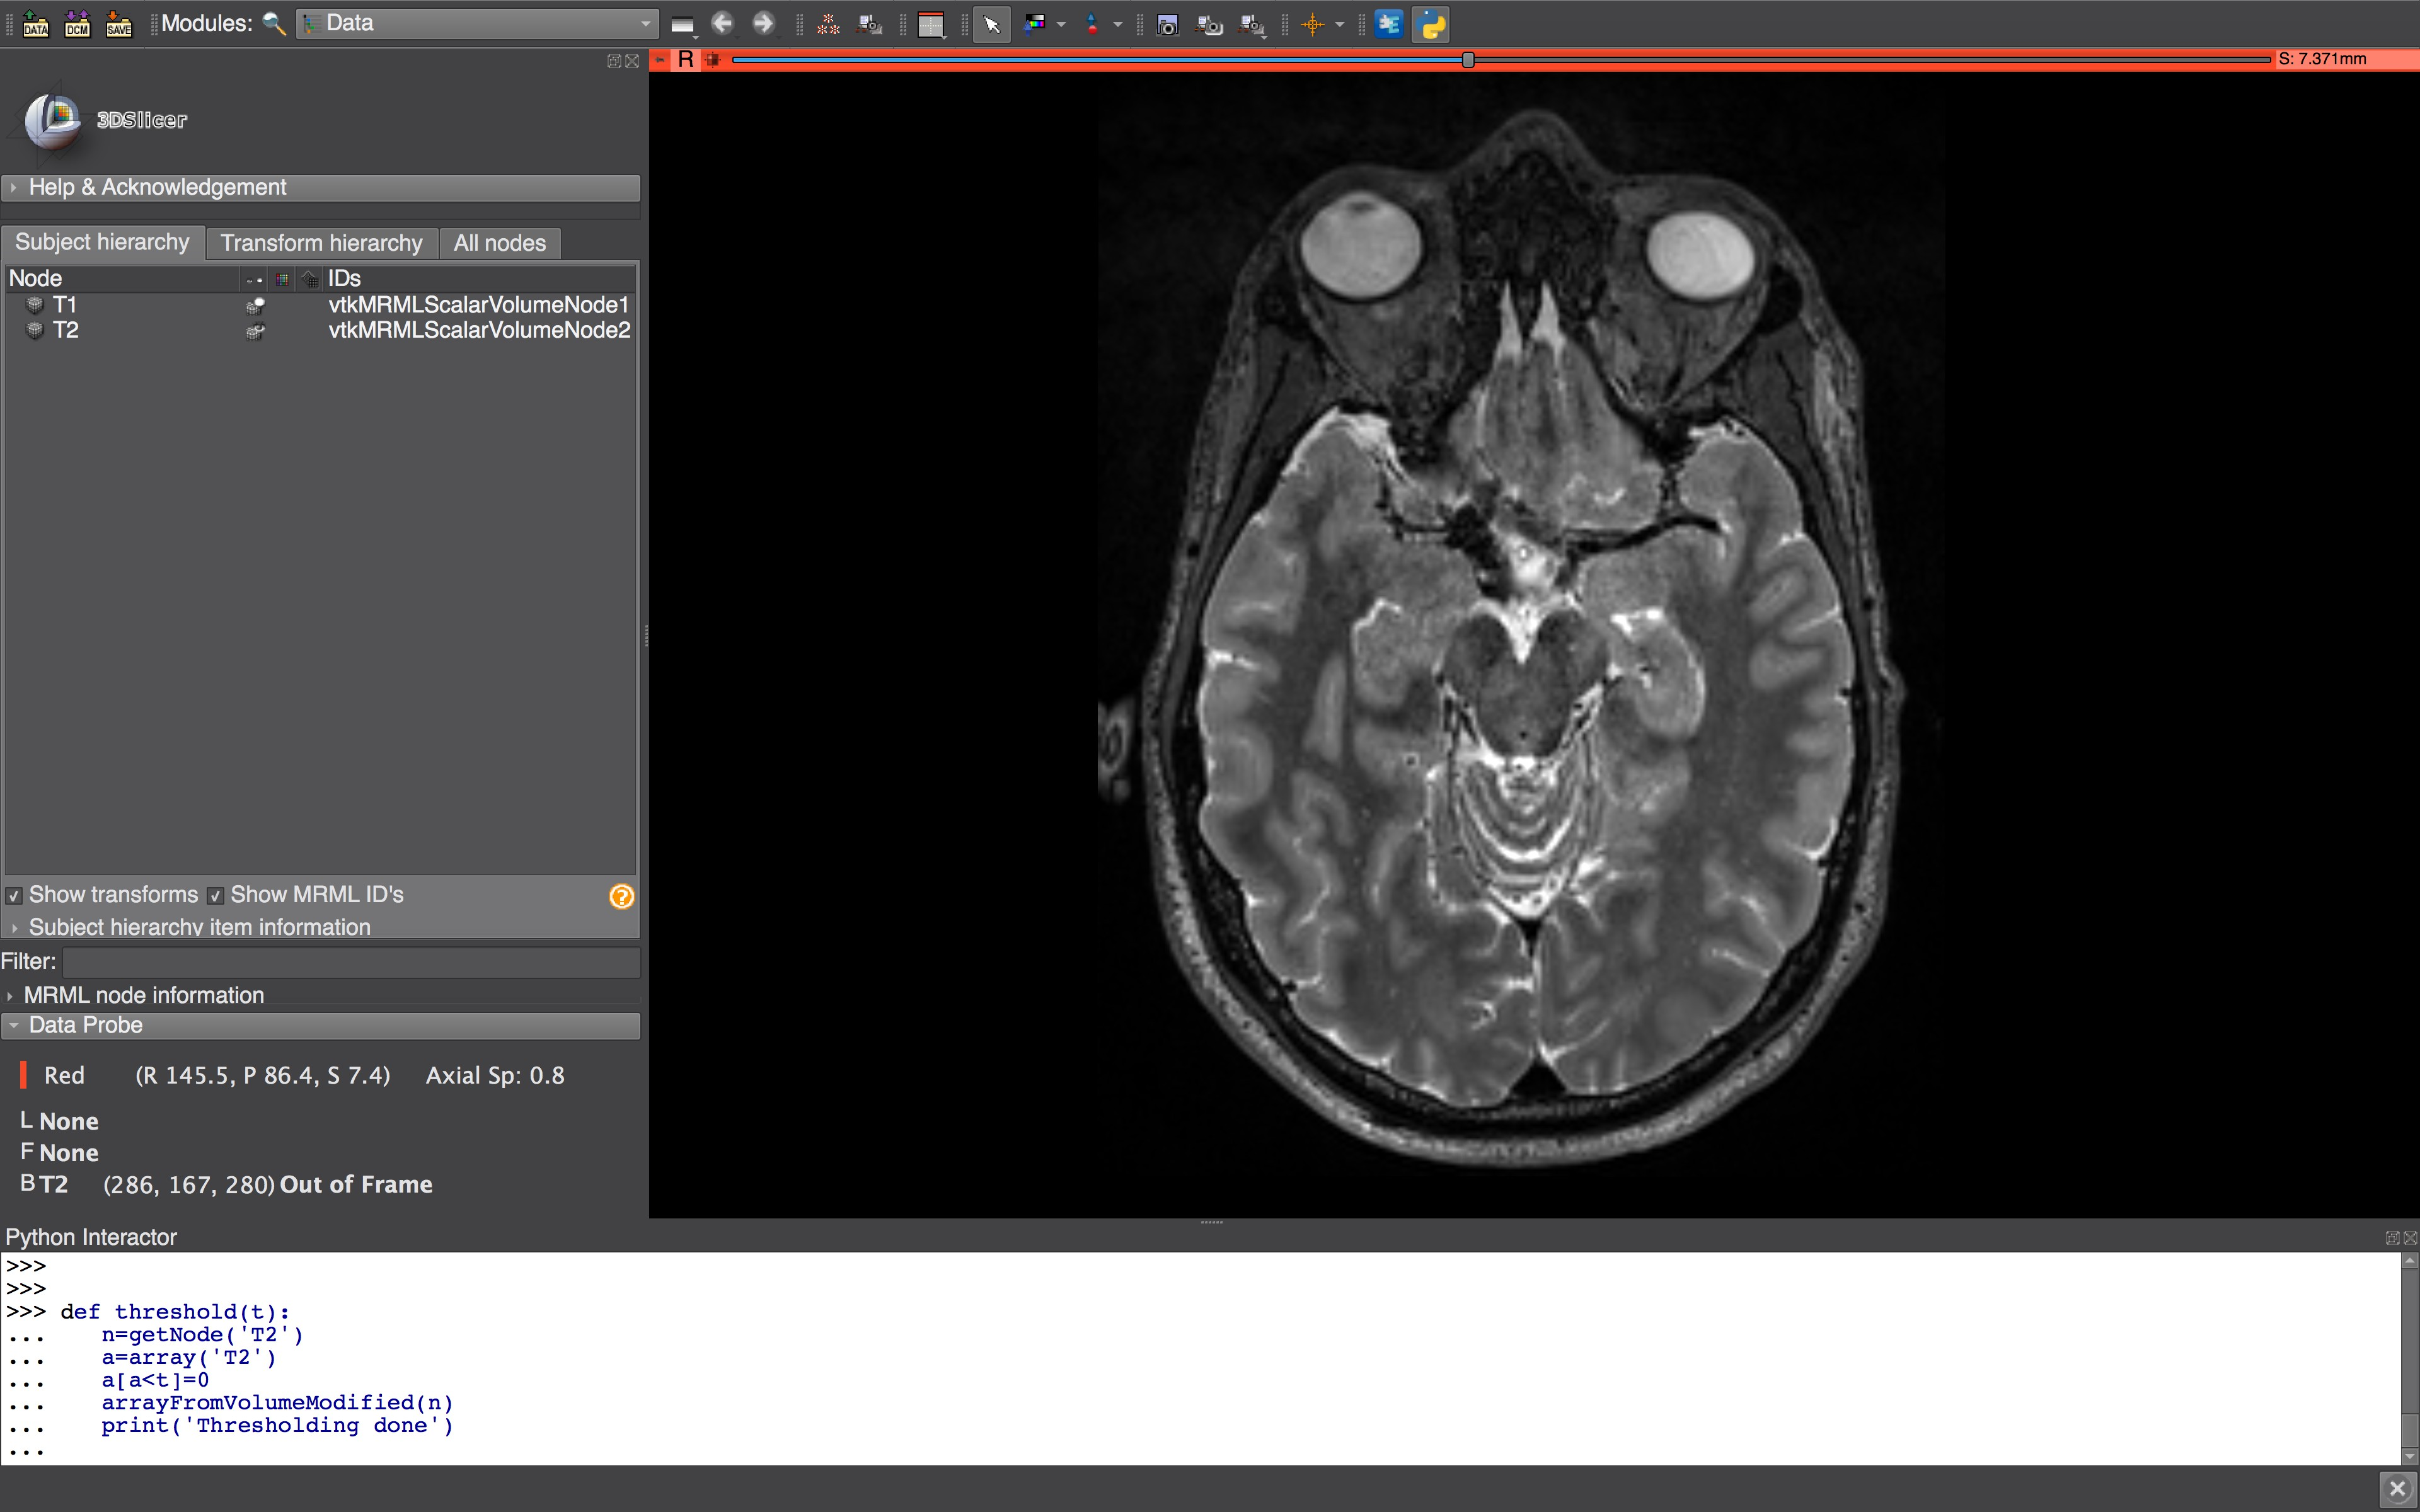 DATA DCM SAVE Modules: Data
R S: 7.371mm
3DSlicer
Help & Acknowledgement
Subject hierarchy Transform hierarchy All nodes
Node IDs
T1 vtkMRMLScalarVolumeNode1
T2 vtkMRMLScalarVolumeNode2
Show transforms Show MRML ID's
Subject hierarchy item information
Filter:
MRML node information
Data Probe
Red (R 145.5, P 86.4, S 7.4) Axial Sp: 0.8
L None
F None
B T2 (286, 167, 280) Out of Frame
Python Interactor
>>>
>>>
>>> def threshold(t):
... n=getNode('T2')
... a=array('T2')
... a[a<t]=0
... arrayFromVolumeModified(n)
... print('Thresholding done')
...